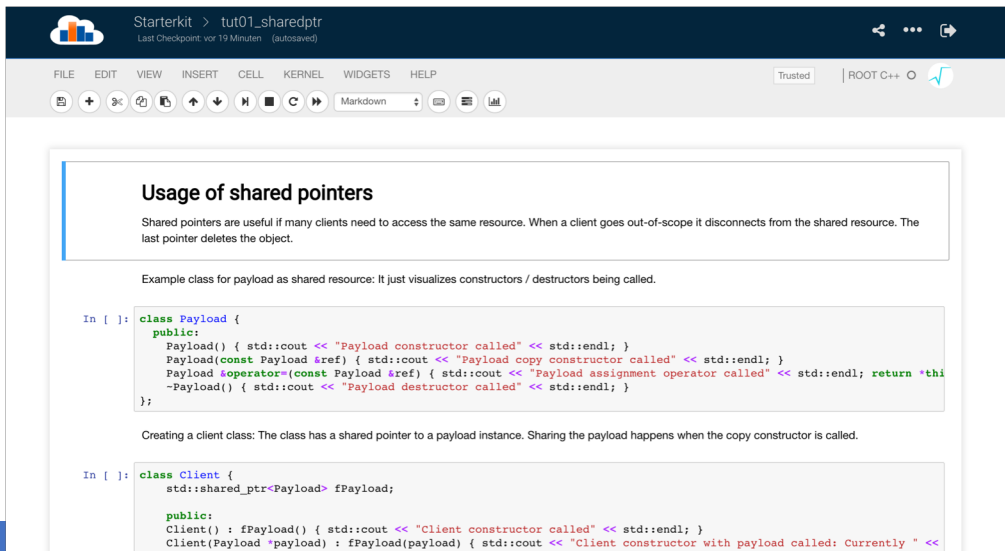 Starterkit > tut01_sharedptr
Last Checkpoint: vor 19 Minuten (autosaved)
FILE EDIT VIEW INSERT CELL KERNEL WIDGETS HELP
Trusted
ROOT C++
Markdown
Usage of shared pointers
Shared pointers are useful if many clients need to access the same resource. When a client goes out-of-scope it disconnects from the shared resource. The
last pointer deletes the object.
Example class for payload as shared resource: It just visualizes constructors / destructors being called.
In [ ]: class Payload {
public:
Payload() { std::cout << "Payload constructor called" << std::endl; }
Payload(const Payload &ref) { std::cout << "Payload copy constructor called" << std::endl; }
Payload &operator=(const Payload &ref) { std::cout << "Payload assignment operator called" << std::endl; return *thi
~Payload() { std::cout << "Payload destructor called" << std::endl; }
};
Creating a client class: The class has a shared pointer to a payload instance. Sharing the payload happens when the copy constructor is called.
In [ ]: class Client {
std::shared_ptr<Payload> fPayload;
public:
Client() : fPayload() { std::cout << "Client constructor called" << std::endl; }
Client(Payload *payload) : fPayload(payload) { std::cout << "Client constructor with payload called: Currently " <<